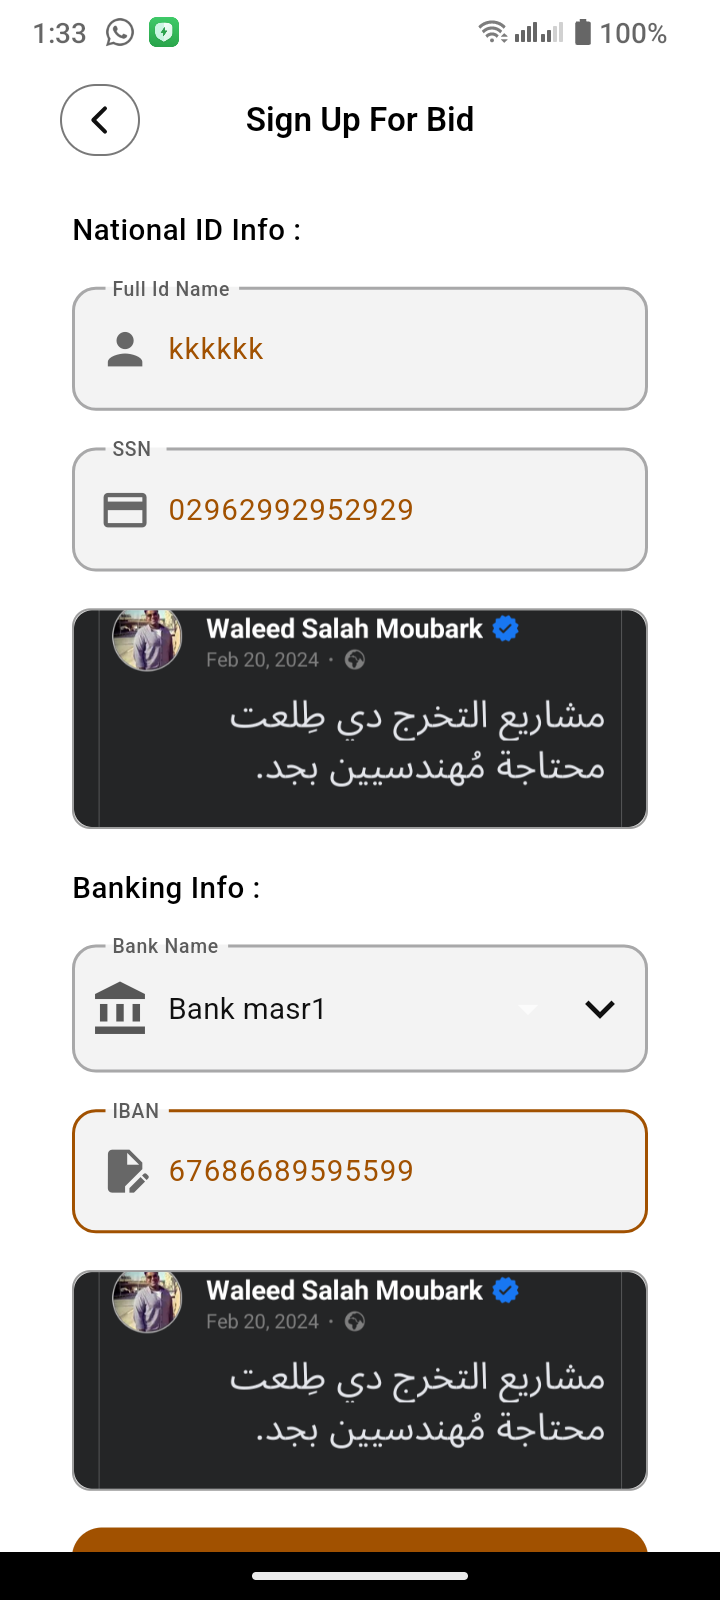 1:33
100%
Sign Up For Bid
National ID Info :
Full Id Name
kkkkkk
SSN
02962992952929
Waleed Salah Moubark
Feb 20, 2024 ·
مشاريع التخرج دي طِلعت
محتاجة مُهندسيين بجد.
Banking Info :
Bank Name
Bank masr1
IBAN
67686689595599
Waleed Salah Moubark
Feb 20, 2024 ·
مشاريع التخرج دي طِلعت
محتاجة مُهندسيين بجد.